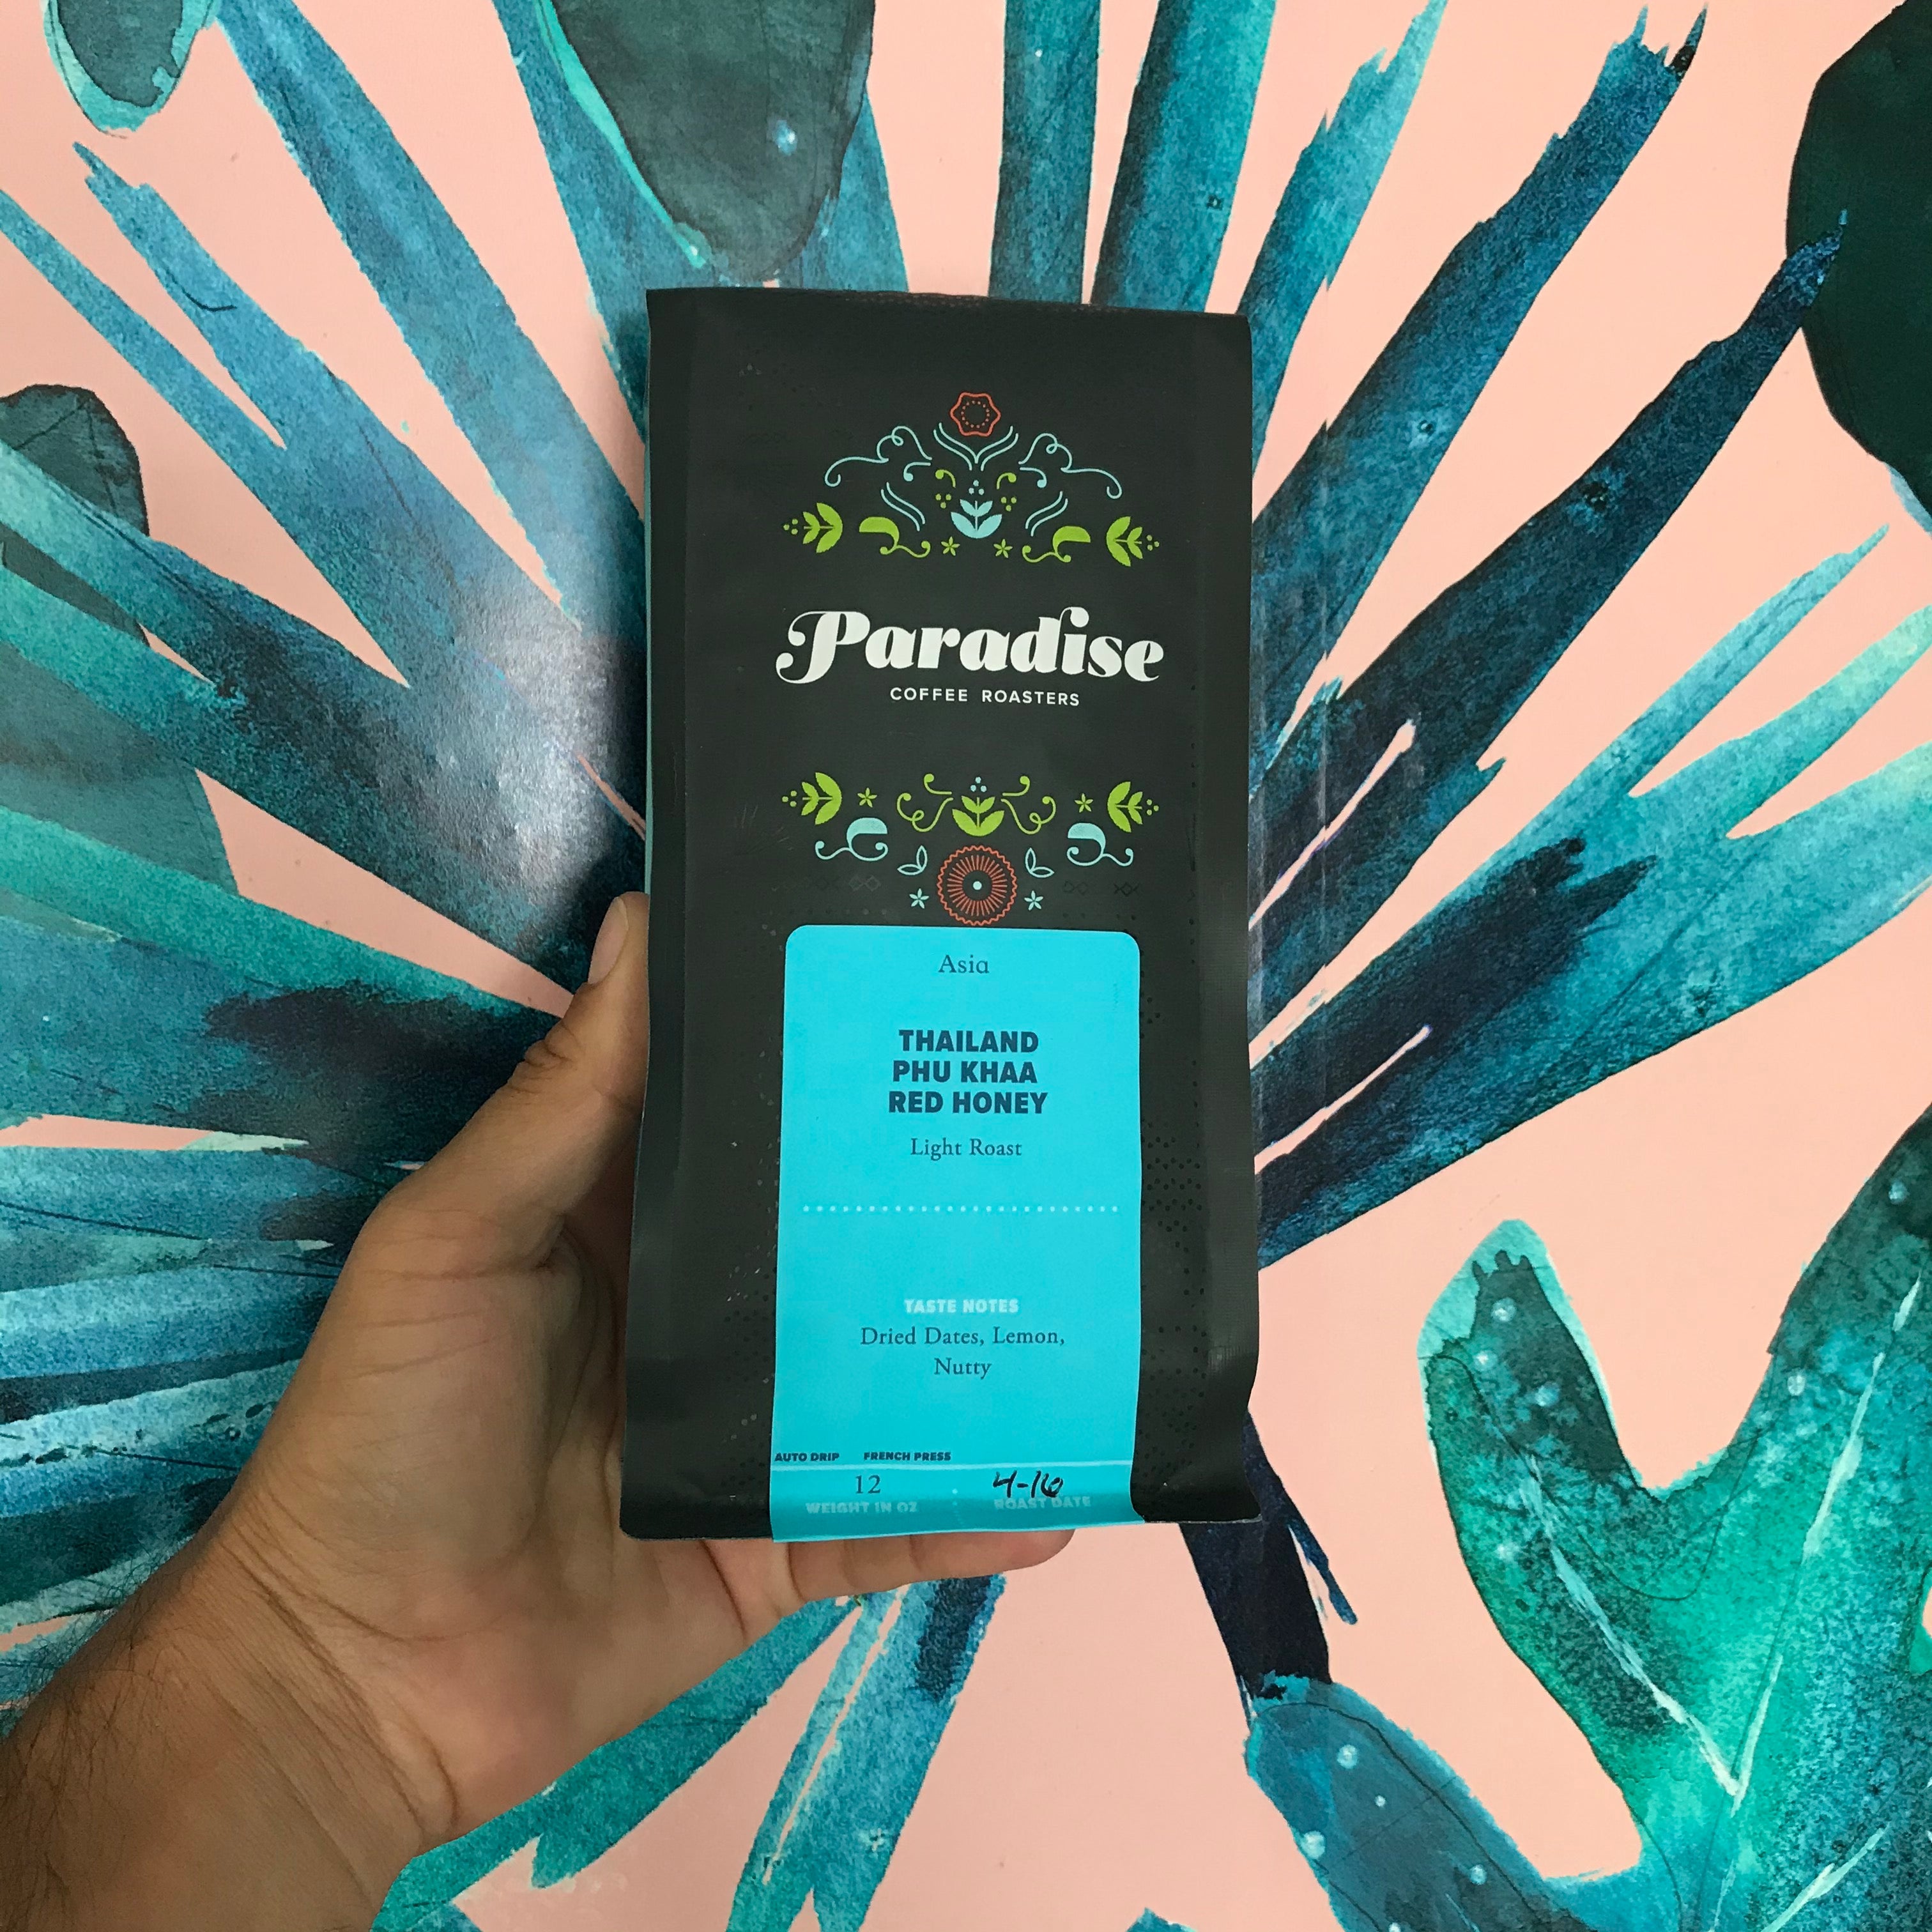 Paradise
COFFEE ROASTERS
Asia
THAILAND
PHU KHAA
RED HONEY
Light Roast
TASTE NOTES
Dried Dates, Lemon,
Nutty
AUTO DRIP FRENCH PRESS
12 4-16
WEIGHT IN OZ ROAST DATE